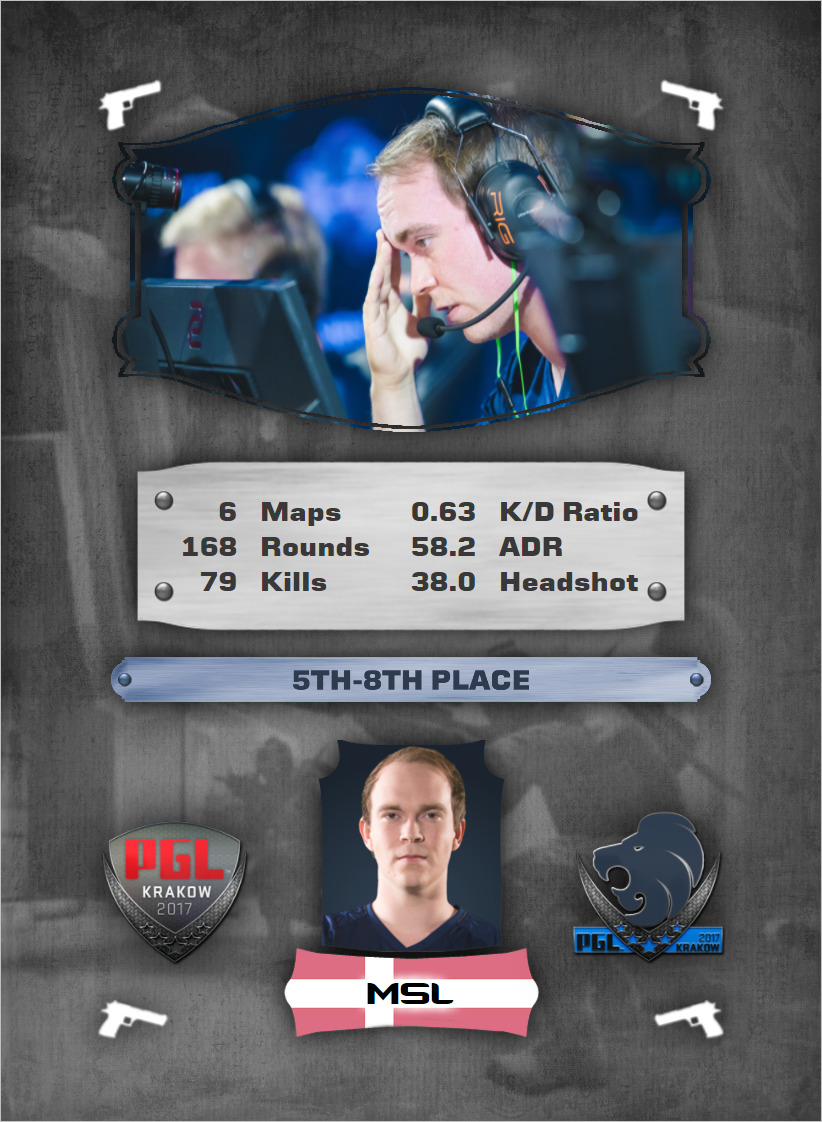 RIG
6 Maps 0.63 K/D Ratio
168 Rounds 58.2 ADR
79 Kills 38.0 Headshot
5TH-8TH PLACE
PGL
KRAKOW
2017
PGL 2017
KRAKOW
MSL